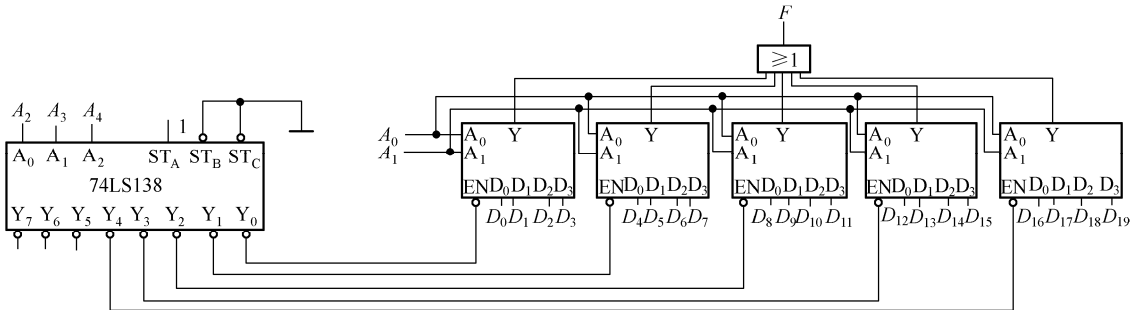 F
≥1
A₂ A₃ A₄ 1
A₀ A₁ A₂ ST_A ST_B ST_C
74LS138
Y₇ Y₆ Y₅ Y₄ Y₃ Y₂ Y₁ Y₀
A₀
A₁
A₀ Y
A₁
EN D₀ D₁ D₂ D₃
D₀ D₁ D₂ D₃
A₀ Y
A₁
EN D₀ D₁ D₂ D₃
D₄ D₅ D₆ D₇
A₀ Y
A₁
EN D₀ D₁ D₂ D₃
D₈ D₉ D₁₀ D₁₁
A₀ Y
A₁
EN D₀ D₁ D₂ D₃
D₁₂ D₁₃ D₁₄ D₁₅
A₀ Y
A₁
EN D₀ D₁ D₂ D₃
D₁₆ D₁₇ D₁₈ D₁₉